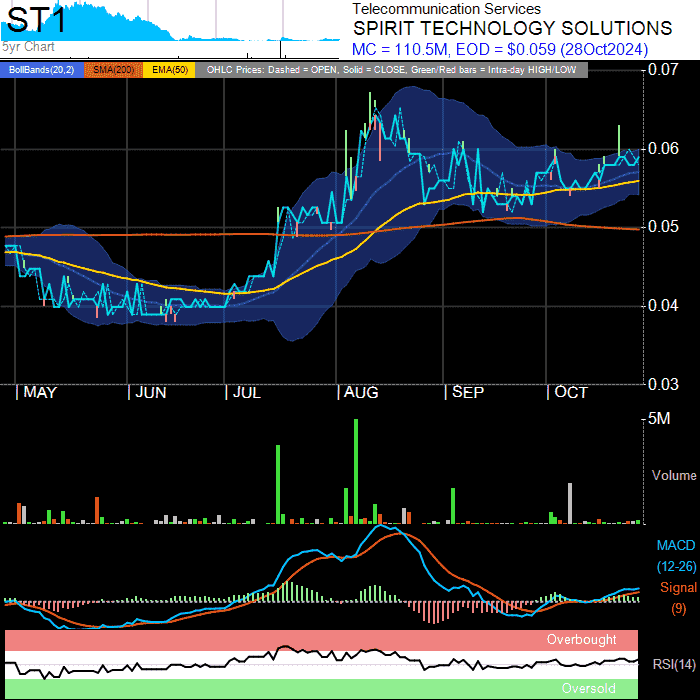 ST1
5yr Chart
Telecommunication Services
SPIRIT TECHNOLOGY SOLUTIONS
MC = 110.5M, EOD = $0.059 (28Oct2024)
BollBands(20,2) SMA(200) EMA(50) OHLC Prices: Dashed = OPEN, Solid = CLOSE, Green/Red bars = Intra-day HIGH/LOW
0.07
0.06
0.05
0.04
0.03
MAY JUN JUL AUG SEP OCT
5M
Volume
MACD
(12-26)
Signal
(9)
Overbought
RSI(14)
Oversold